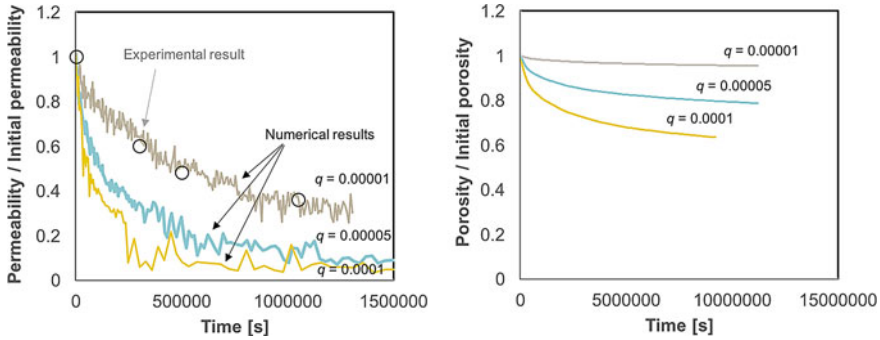 Permeability / Initial permeability
1.2
1
0.8
0.6
0.4
0.2
0
Experimental result
Numerical results
q = 0.00001
q = 0.00005
q = 0.0001
0
500000
1000000
1500000
Time [s]
Porosity / Initial porosity
1.2
1
0.8
0.6
0.4
0.2
0
q = 0.00001
q = 0.00005
q = 0.0001
0
5000000
10000000
15000000
Time [s]